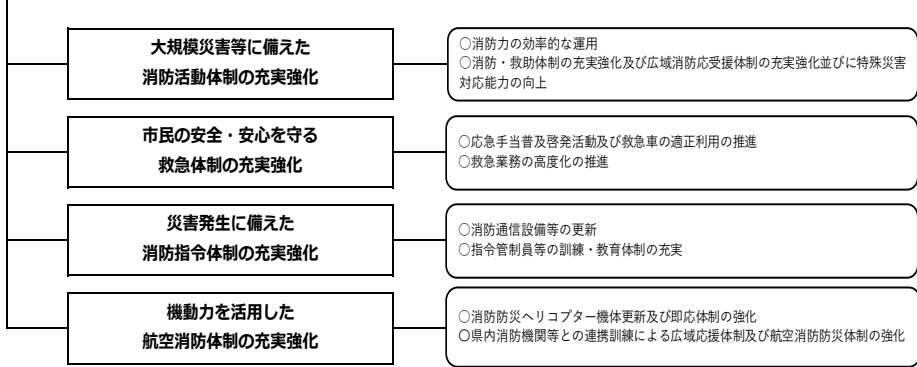 大規模災害等に備えた
消防活動体制の充実強化
○消防力の効率的な運用
○消防・救助体制の充実強化及び広域消防応受援体制の充実強化並びに特殊災害
対応能力の向上
市民の安全・安心を守る
救急体制の充実強化
○応急手当普及啓発活動及び救急車の適正利用の推進
○救急業務の高度化の推進
災害発生に備えた
消防指令体制の充実強化
○消防通信設備等の更新
○指令管制員等の訓練・教育体制の充実
機動力を活用した
航空消防体制の充実強化
○消防防災ヘリコプター機体更新及び即応体制の強化
○県内消防機関等との連携訓練による広域応援体制及び航空消防防災体制の強化